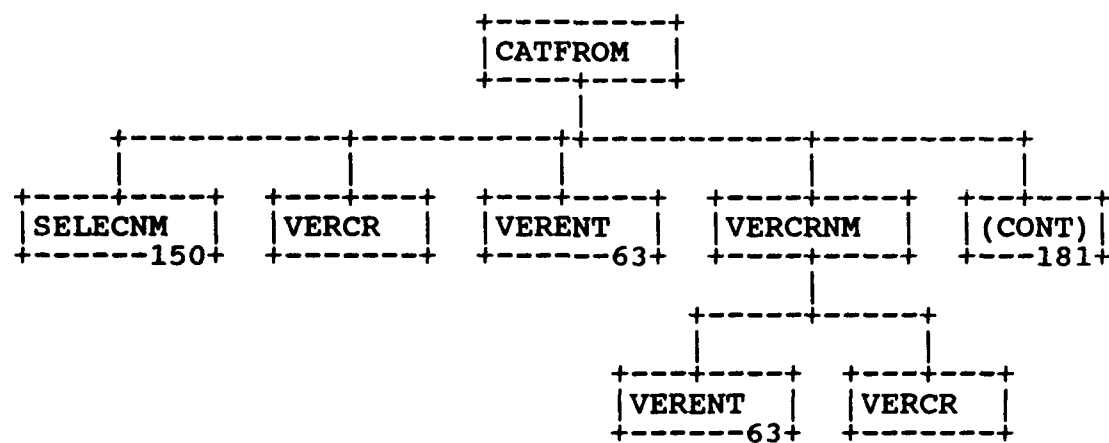 CATFROM
SELECNM VERCR VERENT VERCRNM (CONT)
150 63 181
VERENT VERCR
63